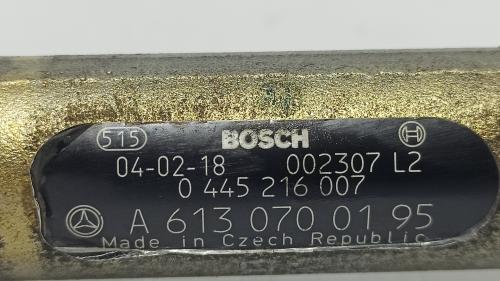 515 BOSCH
04-02-18 002307 L2
0 445 216 007
A 613 070 01 95
Made in Czech Republic